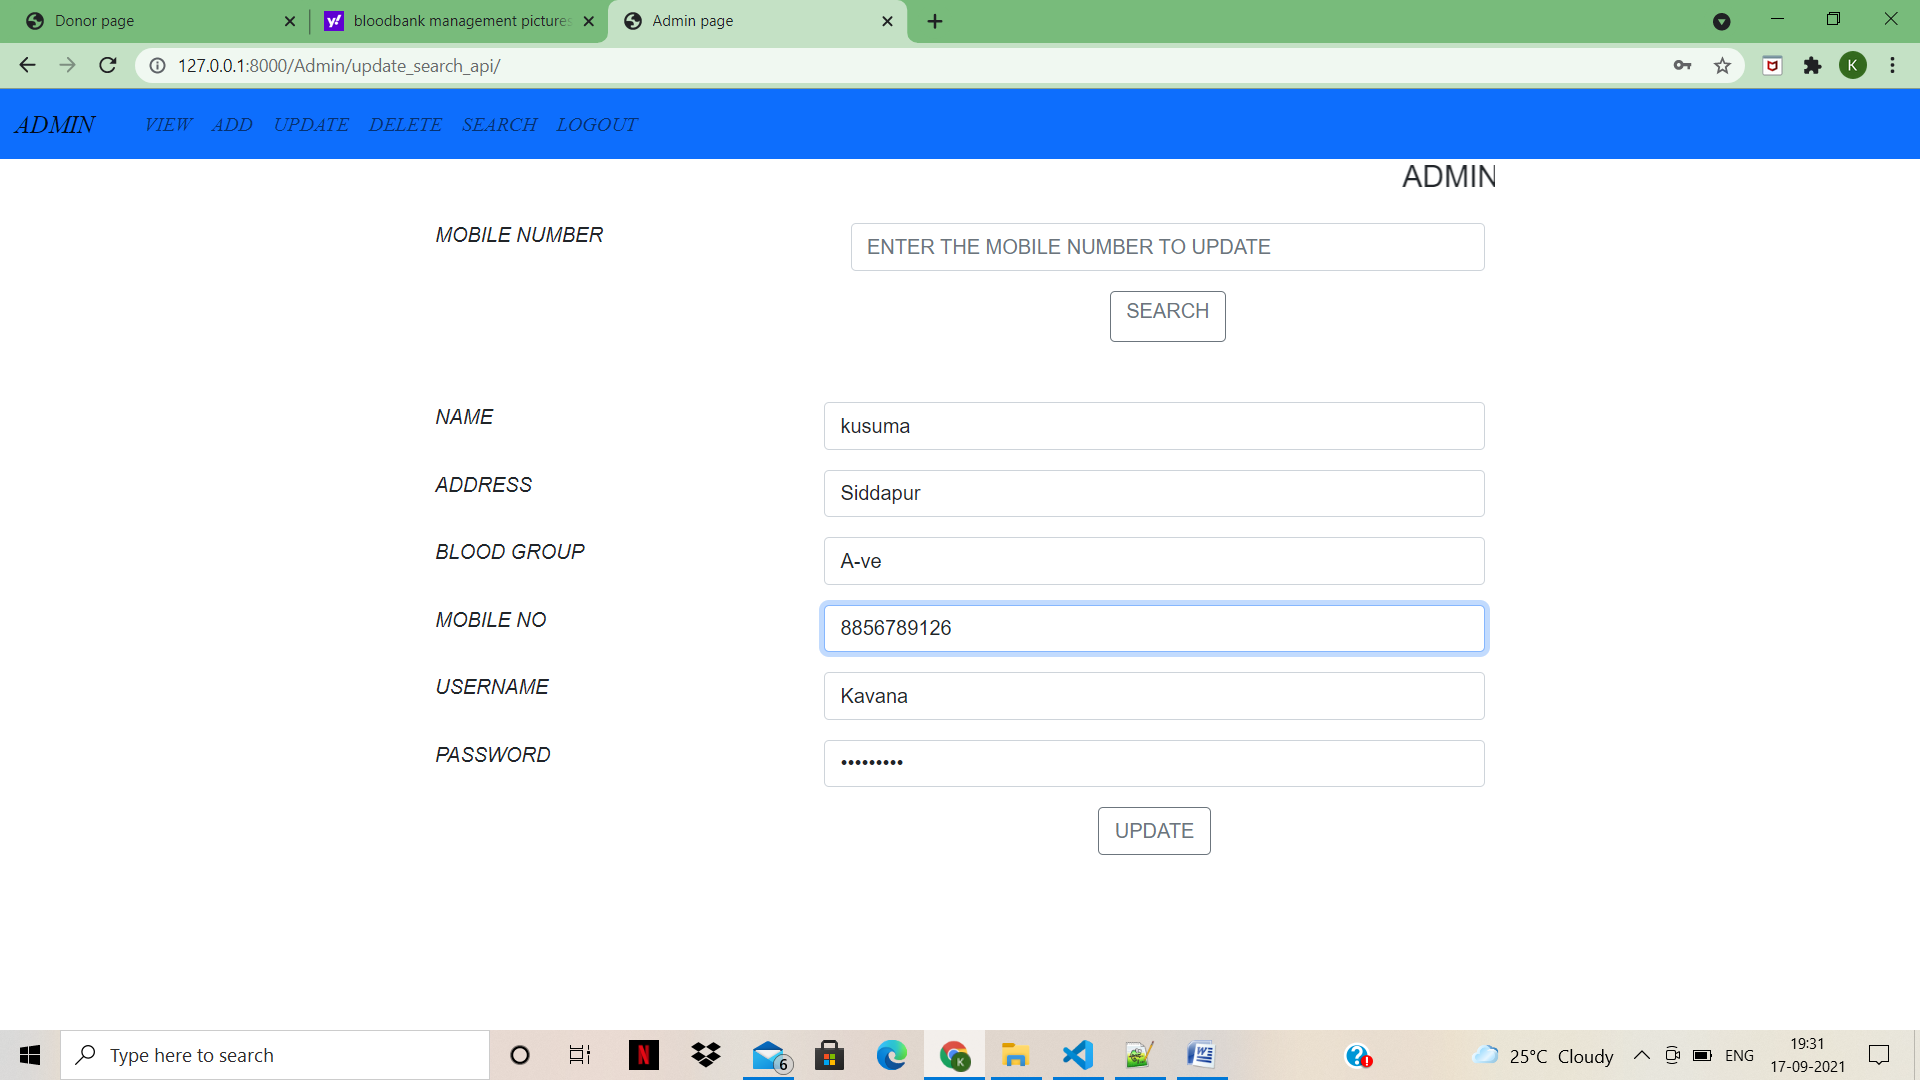 Donor page
bloodbank management pictures
Admin page
127.0.0.1:8000/Admin/update_search_api/
K
ADMIN VIEW ADD UPDATE DELETE SEARCH LOGOUT
ADMIN
MOBILE NUMBER
ENTER THE MOBILE NUMBER TO UPDATE
SEARCH
NAME kusuma
ADDRESS Siddapur
BLOOD GROUP A-ve
MOBILE NO 8856789126
USERNAME Kavana
PASSWORD •••••••••
UPDATE
Type here to search
6
25°C Cloudy
ENG
19:31
17-09-2021